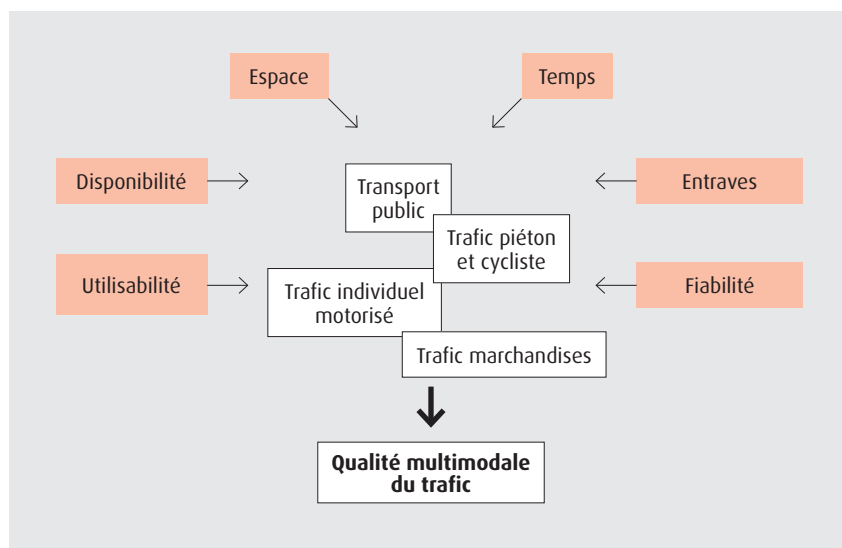 Espace
Temps
Disponibilité
Transport
public
Entraves
Trafic piéton
et cycliste
Utilisabilité
Trafic individuel
motorisé
Fiabilité
Trafic marchandises
Qualité multimodale
du trafic